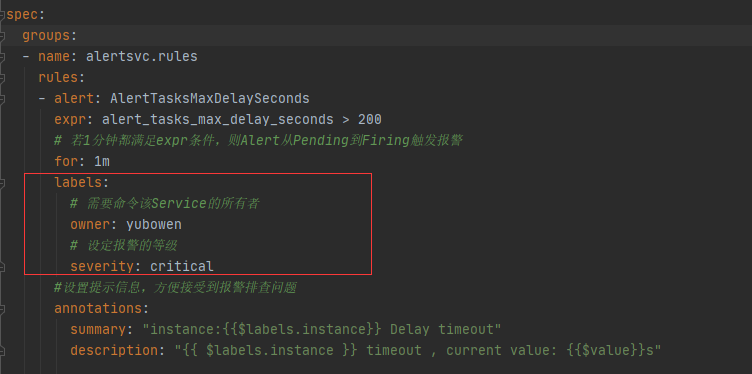 spec:
  groups:
  - name: alertsvc.rules
    rules:
    - alert: AlertTasksMaxDelaySeconds
      expr: alert_tasks_max_delay_seconds > 200
      # 若1分钟都满足expr条件，则Alert从Pending到Firing触发报警
      for: 1m
      labels:
        # 需要命令该Service的所有者
        owner: yubowen
        # 设定报警的等级
        severity: critical
      #设置提示信息，方便接受到报警排查问题
      annotations:
        summary: "instance:{{$labels.instance}} Delay timeout"
        description: "{{ $labels.instance }} timeout , current value: {{$value}}s"